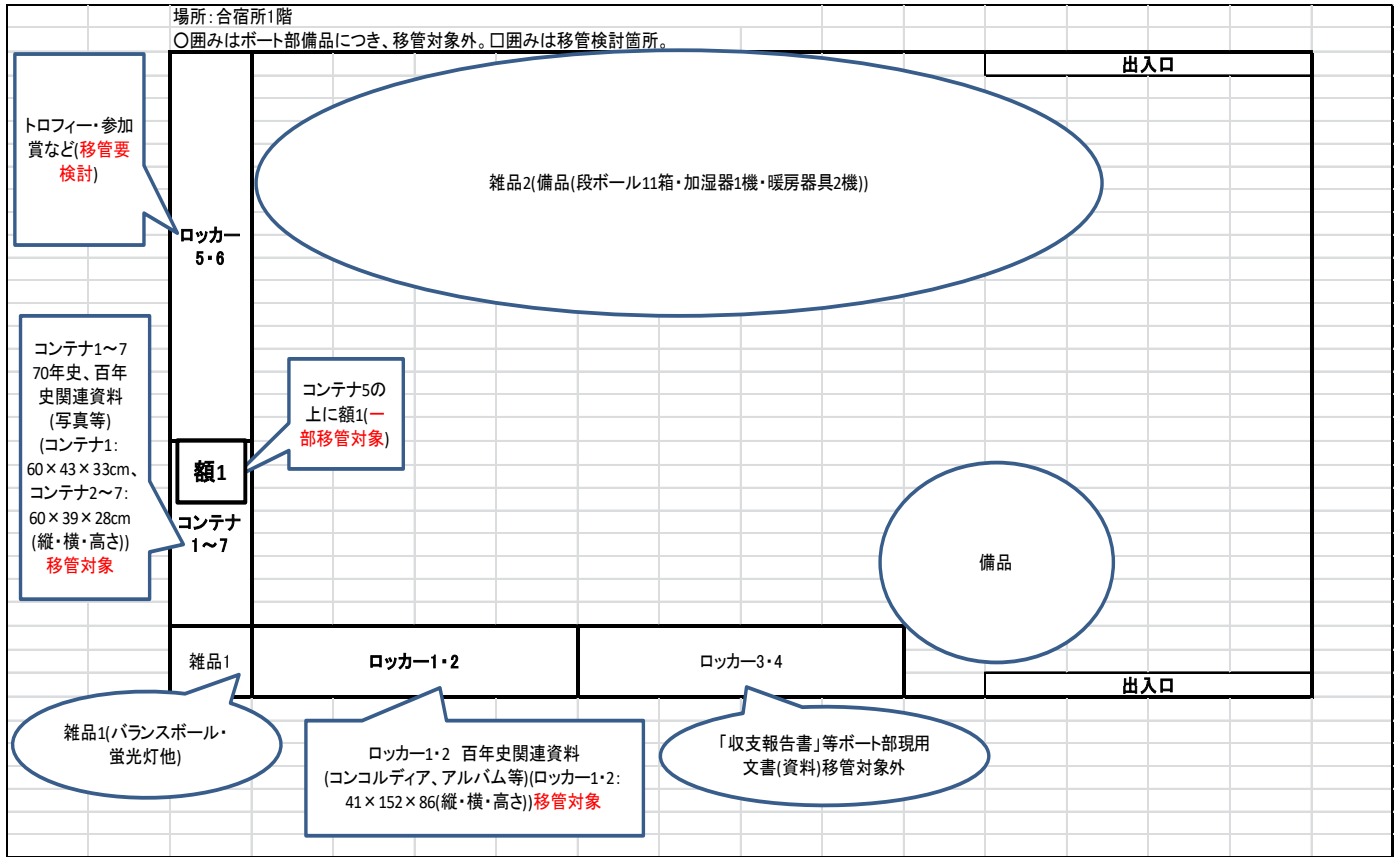 場所：合宿所1階
〇囲みはボート部備品につき、移管対象外。口囲みは移管検討箇所。
出入口
トロフィー・参加
賞など(移管要
検討)
雑品2(備品(段ボール11箱・加湿器1機・暖房器具2機))
ロッカー
5・6
コンテナ1～7
70年史、百年
史関連資料
(写真等)
(コンテナ1：
60×43×33cm、
コンテナ2～7：
60×39×28cm
(縦・横・高さ))
移管対象
コンテナ5の
上に額1(一
部移管対象)
額1
コンテナ
1～7
備品
雑品1
ロッカー1・2
ロッカー3・4
出入口
雑品1(バランスボール・
蛍光灯他)
ロッカー1・2 百年史関連資料
(コンコルディア、アルバム等)(ロッカー1・2：
41×152×86(縦・横・高さ))移管対象
「収支報告書」等ボート部現用
文書(資料)移管対象外